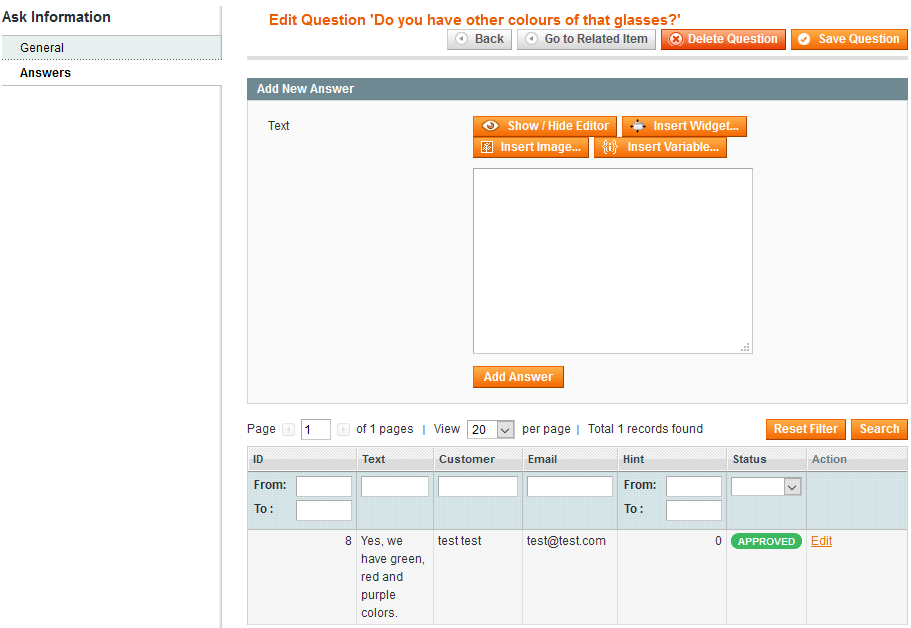 Ask Information
General
Answers
Edit Question 'Do you have other colours of that glasses?'
Back Go to Related Item Delete Question Save Question
Add New Answer
Text
Show / Hide Editor Insert Widget...
Insert Image... Insert Variable...
Add Answer
Page 1 of 1 pages | View 20 per page | Total 1 records found Reset Filter Search
ID Text Customer Email Hint Status Action
From: From:
To : To :
8 Yes, we test test test@test.com 0 APPROVED Edit
have green,
red and
purple
colors.